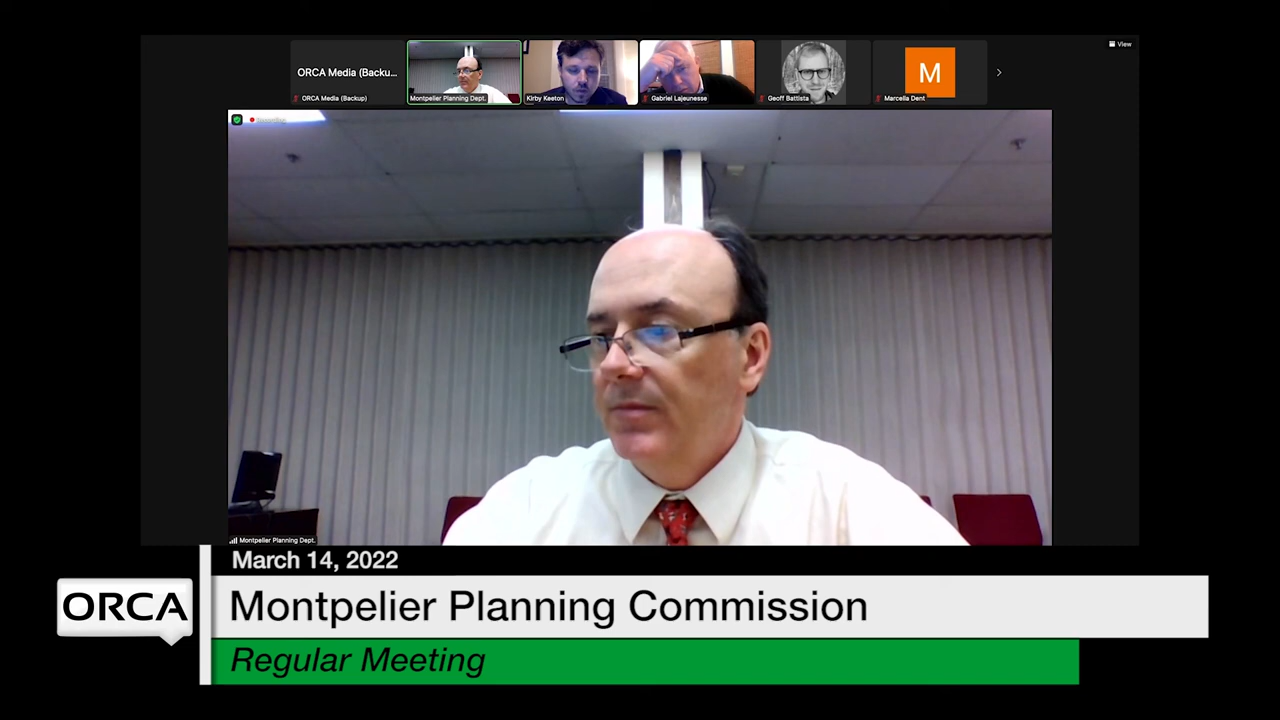 View
ORCA Media (Backu...
M
ORCA Media (Backup)
Montpelier Planning Dept.
Kirby Keeton
Gabriel Lajeunesse
Geoff Battista
Marcella Dent
Recording
Montpelier Planning Dept.
March 14, 2022
ORCA
Montpelier Planning Commission
Regular Meeting